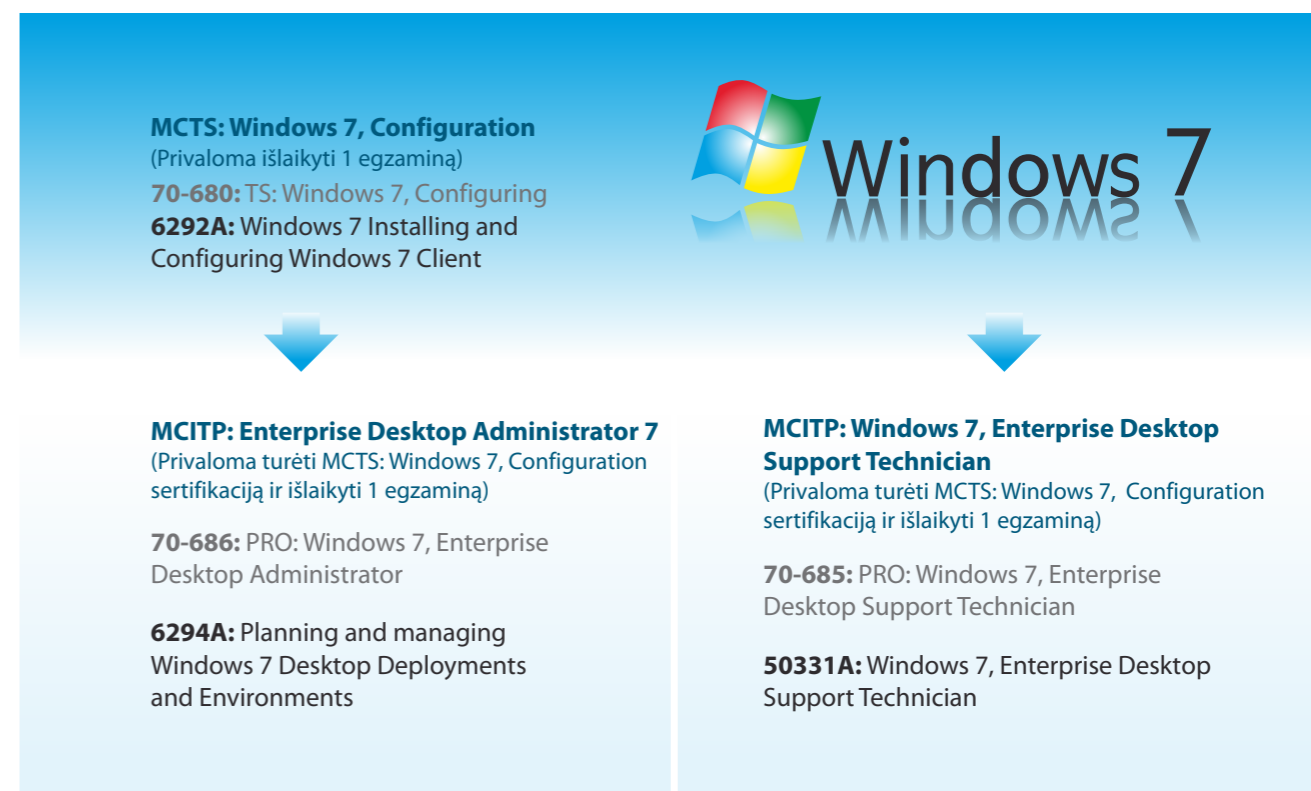 MCTS: Windows 7, Configuration
(Privaloma išlaikyti 1 egzaminą)
70-680: TS: Windows 7, Configuring
6292A: Windows 7 Installing and
Configuring Windows 7 Client
Windows 7
MCITP: Enterprise Desktop Administrator 7
(Privaloma turėti MCTS: Windows 7, Configuration
sertifikaciją ir išlaikyti 1 egzaminą)
70-686: PRO: Windows 7, Enterprise
Desktop Administrator
6294A: Planning and managing
Windows 7 Desktop Deployments
and Environments
MCITP: Windows 7, Enterprise Desktop
Support Technician
(Privaloma turėti MCTS: Windows 7, Configuration
sertifikaciją ir išlaikyti 1 egzaminą)
70-685: PRO: Windows 7, Enterprise
Desktop Support Technician
50331A: Windows 7, Enterprise Desktop
Support Technician